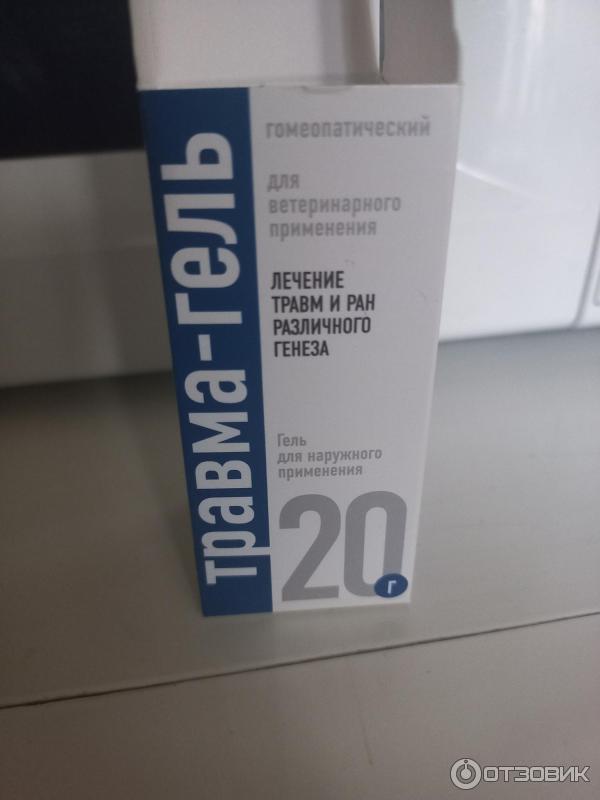 травма-гель
гомеопатический
для
ветеринарного
применения
ЛЕЧЕНИЕ
ТРАВМ И РАН
РАЗЛИЧНОГО
ГЕНЕЗА
Гель
для наружного
применения
20 г
ОТЗОВИК